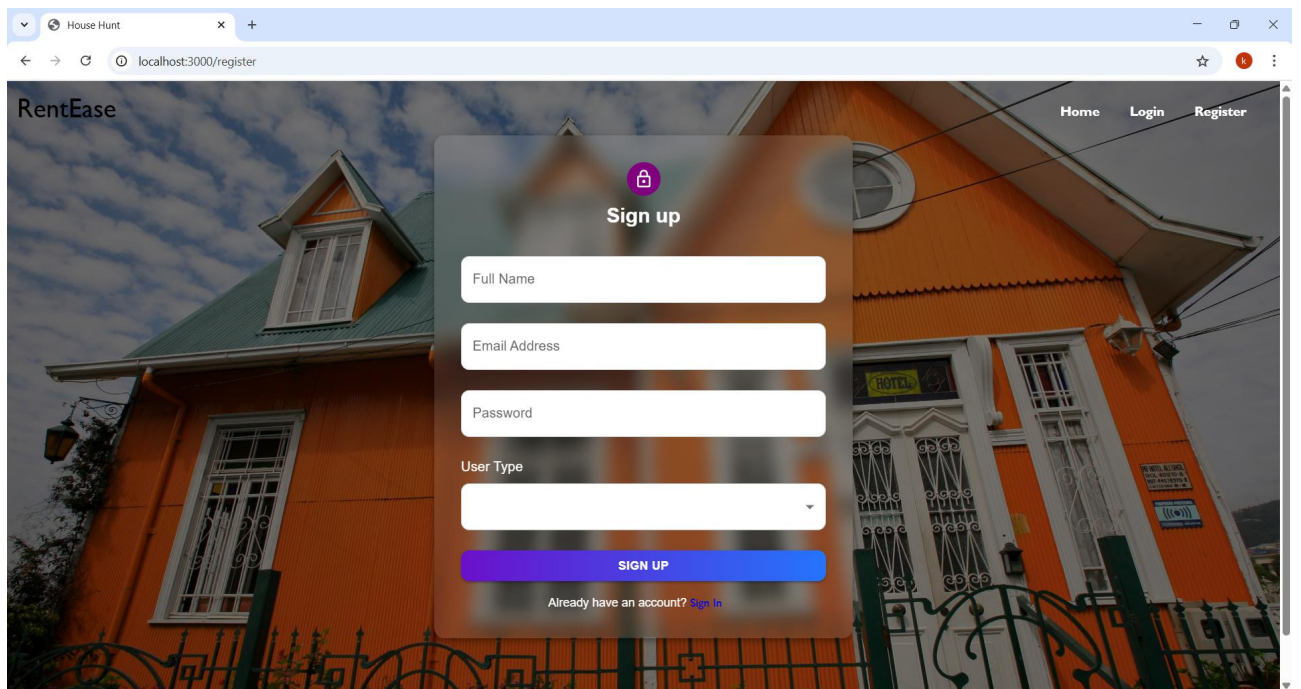 House Hunt
localhost:3000/register
k
RentEase
Home Login Register
Sign up
Full Name
Email Address
Password
User Type
SIGN UP
Already have an account? Sign In
HOTEL